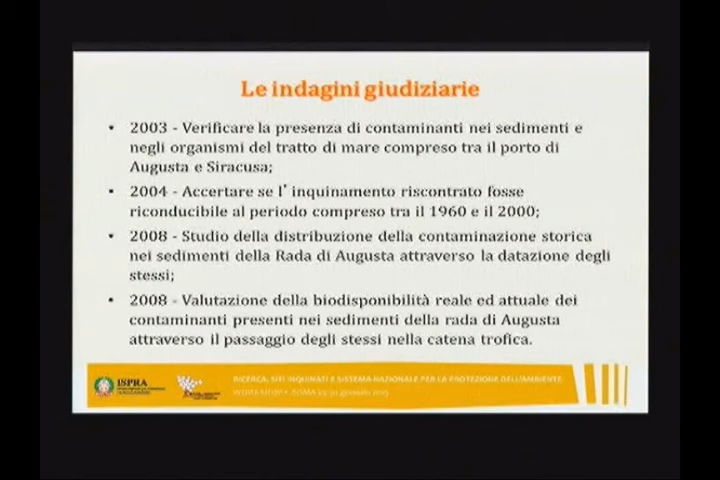 Le indagini giudiziarie
• 2003 - Verificare la presenza di contaminanti nei sedimenti e
negli organismi del tratto di mare compreso tra il porto di
Augusta e Siracusa;
• 2004 - Accertare se l' inquinamento riscontrato fosse
riconducibile al periodo compreso tra il 1960 e il 2000;
• 2008 - Studio della distribuzione della contaminazione storica
nei sedimenti della Rada di Augusta attraverso la datazione degli
stessi;
• 2008 - Valutazione della biodisponibilità reale ed attuale dei
contaminanti presenti nei sedimenti della rada di Augusta
attraverso il passaggio degli stessi nella catena trofica.
ISPRA
RICERCA, SITI INQUINATI E SISTEMA NAZIONALE PER LA PROTEZIONE DELL'AMBIENTE
WORKSHOP • ROMA